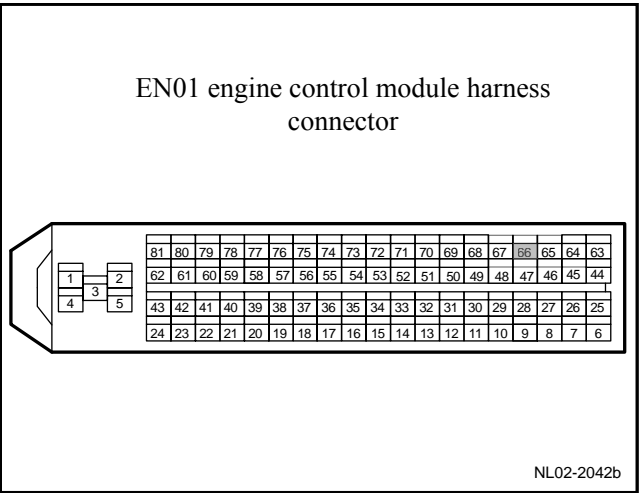 EN01 engine control module harness
connector
81 80 79 78 77 76 75 74 73 72 71 70 69 68 67 66 65 64 63
1 2 62 61 60 59 58 57 56 55 54 53 52 51 50 49 48 47 46 45 44
3
4 5 43 42 41 40 39 38 37 36 35 34 33 32 31 30 29 28 27 26 25
24 23 22 21 20 19 18 17 16 15 14 13 12 11 10 9 8 7 6
NL02-2042b